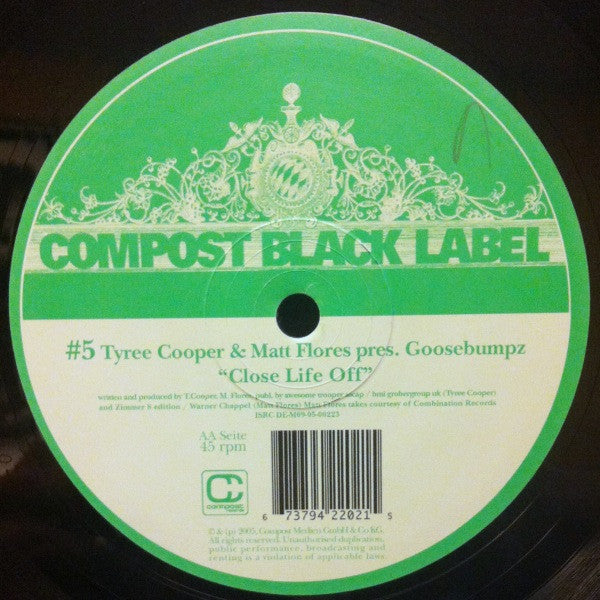 COMPOST BLACK LABEL
#5 Tyree Cooper & Matt Flores pres. Goosebumpz
“Close Life Off”
written and produced by T.Cooper, M. Flores, publ. by awesome trooper ascap / bmi grobergroup uk (Tyree Cooper)
and Zimmer 8 edition / Warner Chappel (Matt Flores) Matt Flores takes courtesy of Combination Records
ISRC DE-M09-05-00223
AA Seite
45 rpm
compost
6 73794 22021 5
© & (p) 2005, Compost Medien GmbH & Co KG.
All rights reserved. Unauthorised duplication,
public performance, broadcasting and
renting is a violation of applicable laws.